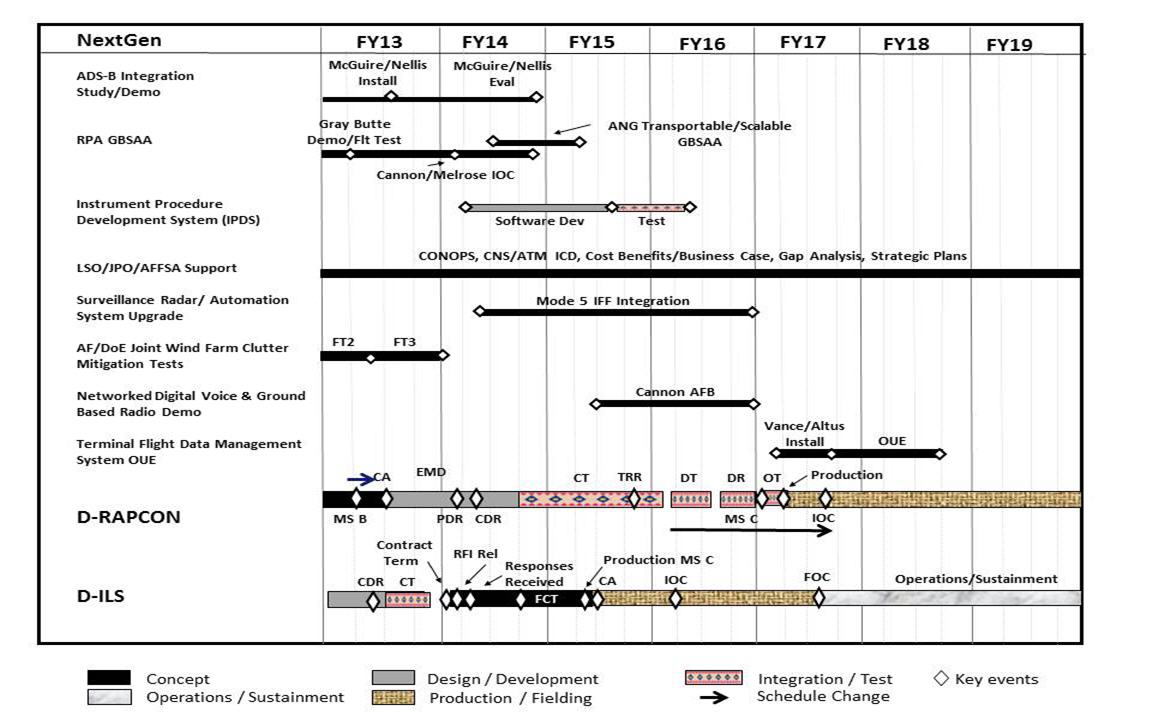 NextGen FY13 FY14 FY15 FY16 FY17 FY18 FY19
ADS-B Integration
Study/Demo
McGuire/Nellis
Install
McGuire/Nellis
Eval
RPA GBSAA
Gray Butte
Demo/Flt Test
ANG Transportable/Scalable
GBSAA
Cannon/Melrose IOC
Instrument Procedure
Development System (IPDS)
Software Dev
Test
LSO/JPO/AFFSA Support
CONOPS, CNS/ATM ICD, Cost Benefits/Business Case, Gap Analysis, Strategic Plans
Surveillance Radar/ Automation
System Upgrade
Mode 5 IFF Integration
AF/DoE Joint Wind Farm Clutter
Mitigation Tests
FT2 FT3
Networked Digital Voice & Ground
Based Radio Demo
Cannon AFB
Terminal Flight Data Management
System OUE
Vance/Altus
Install
OUE
D-RAPCON
CA EMD CT TRR DT DR OT Production
MS B PDR CDR MS C IOC
D-ILS
Contract
Term
RFI Rel
Responses
Received
Production MS C
CDR CT CA IOC FOC Operations/Sustainment
FCT
Concept Design / Development Integration / Test Key events
Operations / Sustainment Production / Fielding Schedule Change